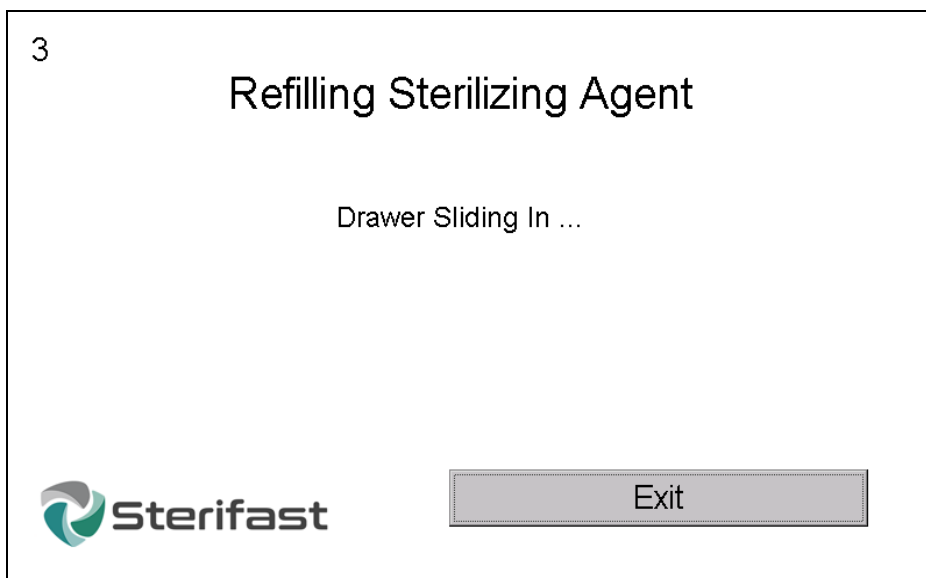 3
Refilling Sterilizing Agent
Drawer Sliding In ...
Sterifast
Exit